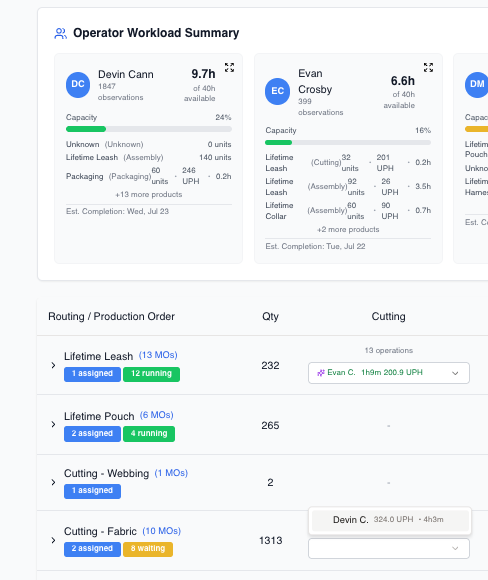 Operator Workload Summary
DC
Devin Cann
1847
observations
9.7h
of 40h
available
Capacity 24%
Unknown (Unknown) 0 units
Lifetime Leash (Assembly) 140 units
Packaging (Packaging) 60 units • 246 UPH • 0.2h
+13 more products
Est. Completion: Wed, Jul 23
EC
Evan
Crosby
399
observations
6.6h
of 40h
available
Capacity 16%
Lifetime Leash (Cutting) 32 units • 201 UPH • 0.2h
Lifetime Leash (Assembly) 92 units • 26 UPH • 3.5h
Lifetime Collar (Assembly) 60 units • 90 UPH • 0.7h
+2 more products
Est. Completion: Tue, Jul 22
DM
Capac
Lifetim
Pouch
Unkno
Lifetim
Harnes
Est. C
Routing / Production Order Qty Cutting
Lifetime Leash (13 MOs)
1 assigned 12 running
232
13 operations
Evan C. 1h9m 200.9 UPH
Lifetime Pouch (6 MOs)
2 assigned 4 running
265
-
Cutting - Webbing (1 MOs)
1 assigned
2
-
Cutting - Fabric (10 MOs)
2 assigned 8 waiting
1313
Devin C. 324.0 UPH • 4h3m